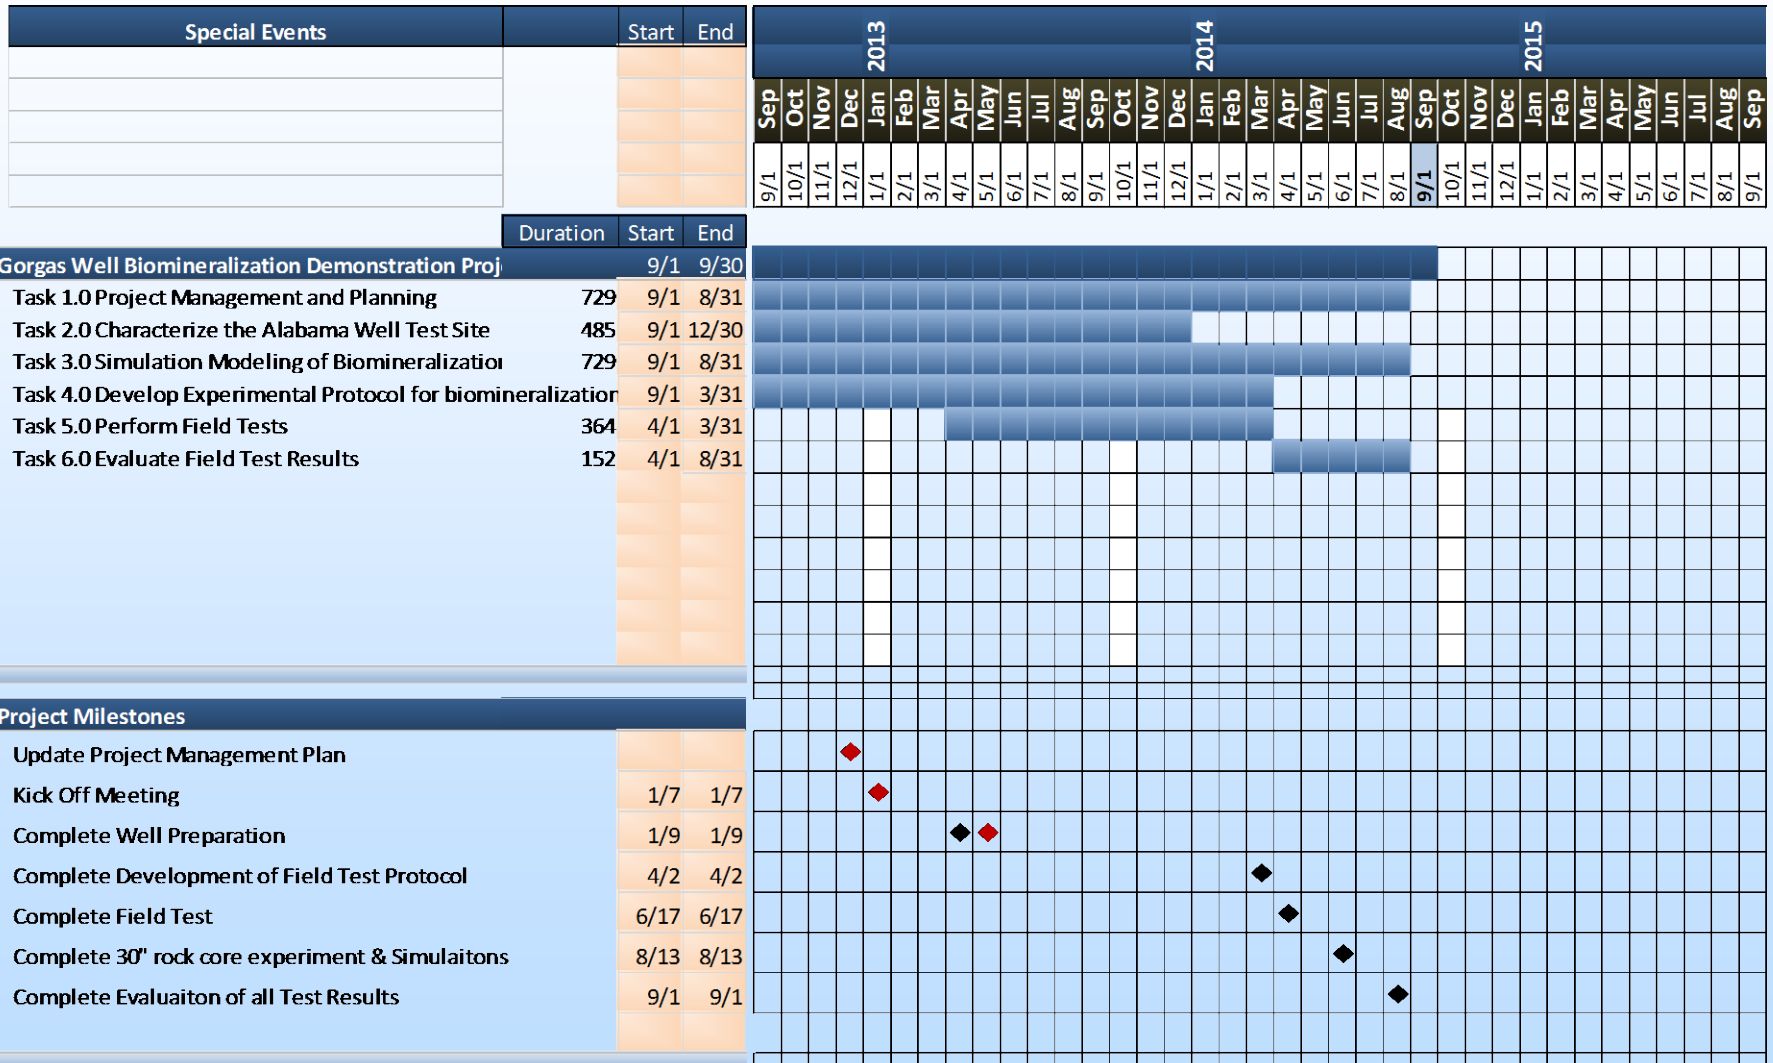 Special Events Start End 2013 2014 2015
Sep Oct Nov Dec Jan Feb Mar Apr May Jun Jul Aug Sep Oct Nov Dec Jan Feb Mar Apr May Jun Jul Aug Sep Oct Nov Dec Jan Feb Mar Apr May Jun Jul Aug Sep
9/1 10/1 11/1 12/1 1/1 2/1 3/1 4/1 5/1 6/1 7/1 8/1 9/1 10/1 11/1 12/1 1/1 2/1 3/1 4/1 5/1 6/1 7/1 8/1 9/1 10/1 11/1 12/1 1/1 2/1 3/1 4/1 5/1 6/1 7/1 8/1 9/1
Duration Start End
Gorgas Well Biomineralization Demonstration Proj 9/1 9/30
Task 1.0 Project Management and Planning 729 9/1 8/31
Task 2.0 Characterize the Alabama Well Test Site 485 9/1 12/30
Task 3.0 Simulation Modeling of Biomineralization 729 9/1 8/31
Task 4.0 Develop Experimental Protocol for biomineralization 9/1 3/31
Task 5.0 Perform Field Tests 364 4/1 3/31
Task 6.0 Evaluate Field Test Results 152 4/1 8/31
Project Milestones
Update Project Management Plan
Kick Off Meeting 1/7 1/7
Complete Well Preparation 1/9 1/9
Complete Development of Field Test Protocol 4/2 4/2
Complete Field Test 6/17 6/17
Complete 30" rock core experiment & Simulaitons 8/13 8/13
Complete Evaluaiton of all Test Results 9/1 9/1